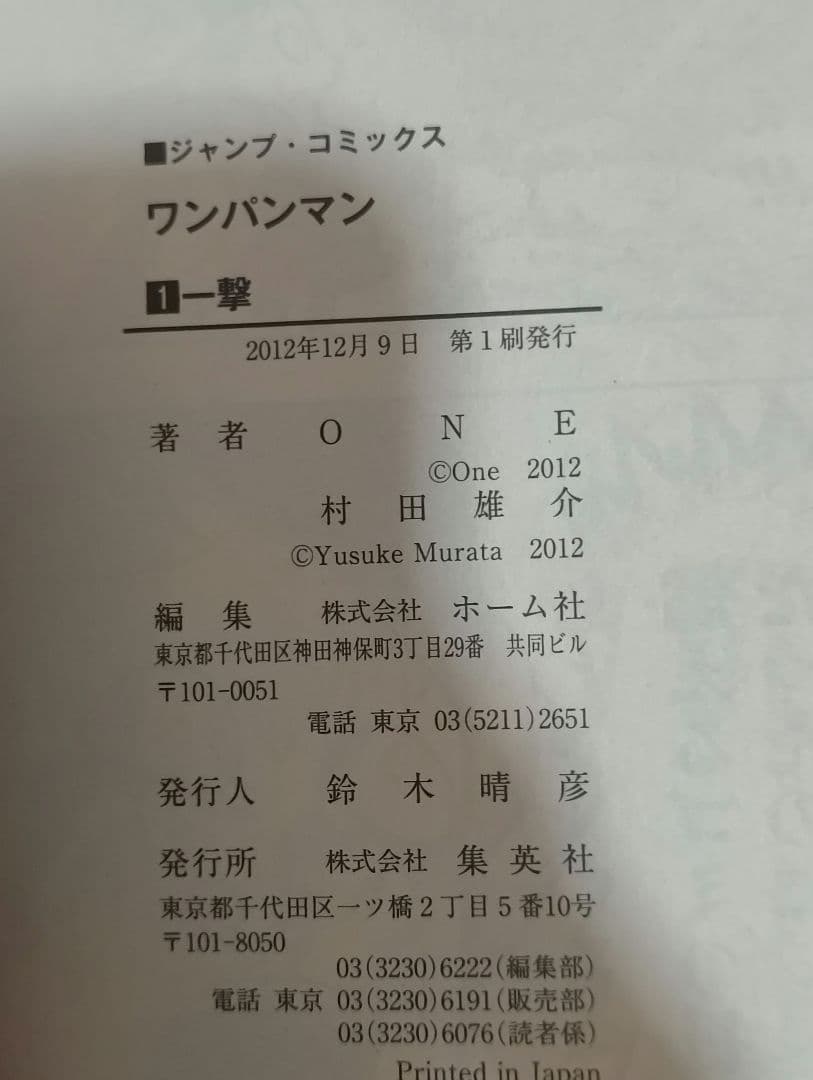 ■ジャンプ・コミックス
ワンパンマン
1一撃
2012年12月9日 第1刷発行
著者 ONE
©One 2012
村田雄介
©Yusuke Murata 2012
編集 株式会社 ホーム社
東京都千代田区神田神保町3丁目29番 共同ビル
〒101-0051
電話 東京 03(5211)2651
発行人 鈴木晴彦
発行所 株式会社 集英社
東京都千代田区一ツ橋2丁目5番10号
〒101-8050
03(3230)6222(編集部)
電話 東京 03(3230)6191(販売部)
03(3230)6076(読者係)
Printed in Japan